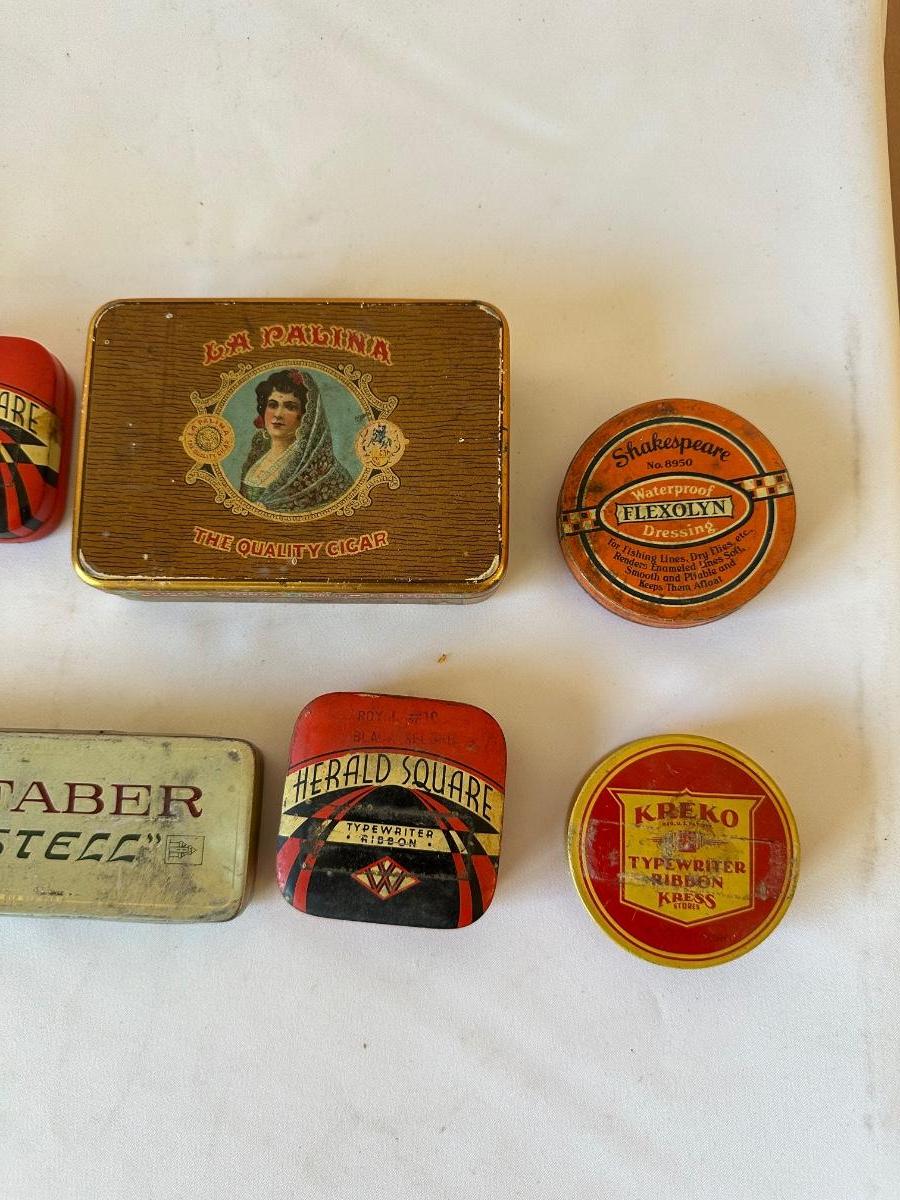 ARE
LA PALINA
LA PALINA
THE QUALITY CIGAR
Shakespeare
No. 8950
Waterproof
FLEXOLYN
Dressing
For Fishing Lines, Dry Flies, etc.,
Renders Enameled Lines Soft,
Smooth and Pliable and
Keeps Them Afloat
TABER
STELL"
HERALD SQUARE
TYPEWRITER
• RIBBON •
W
KREKO
TYPEWRITER
RIBBON
KRESS
STORES